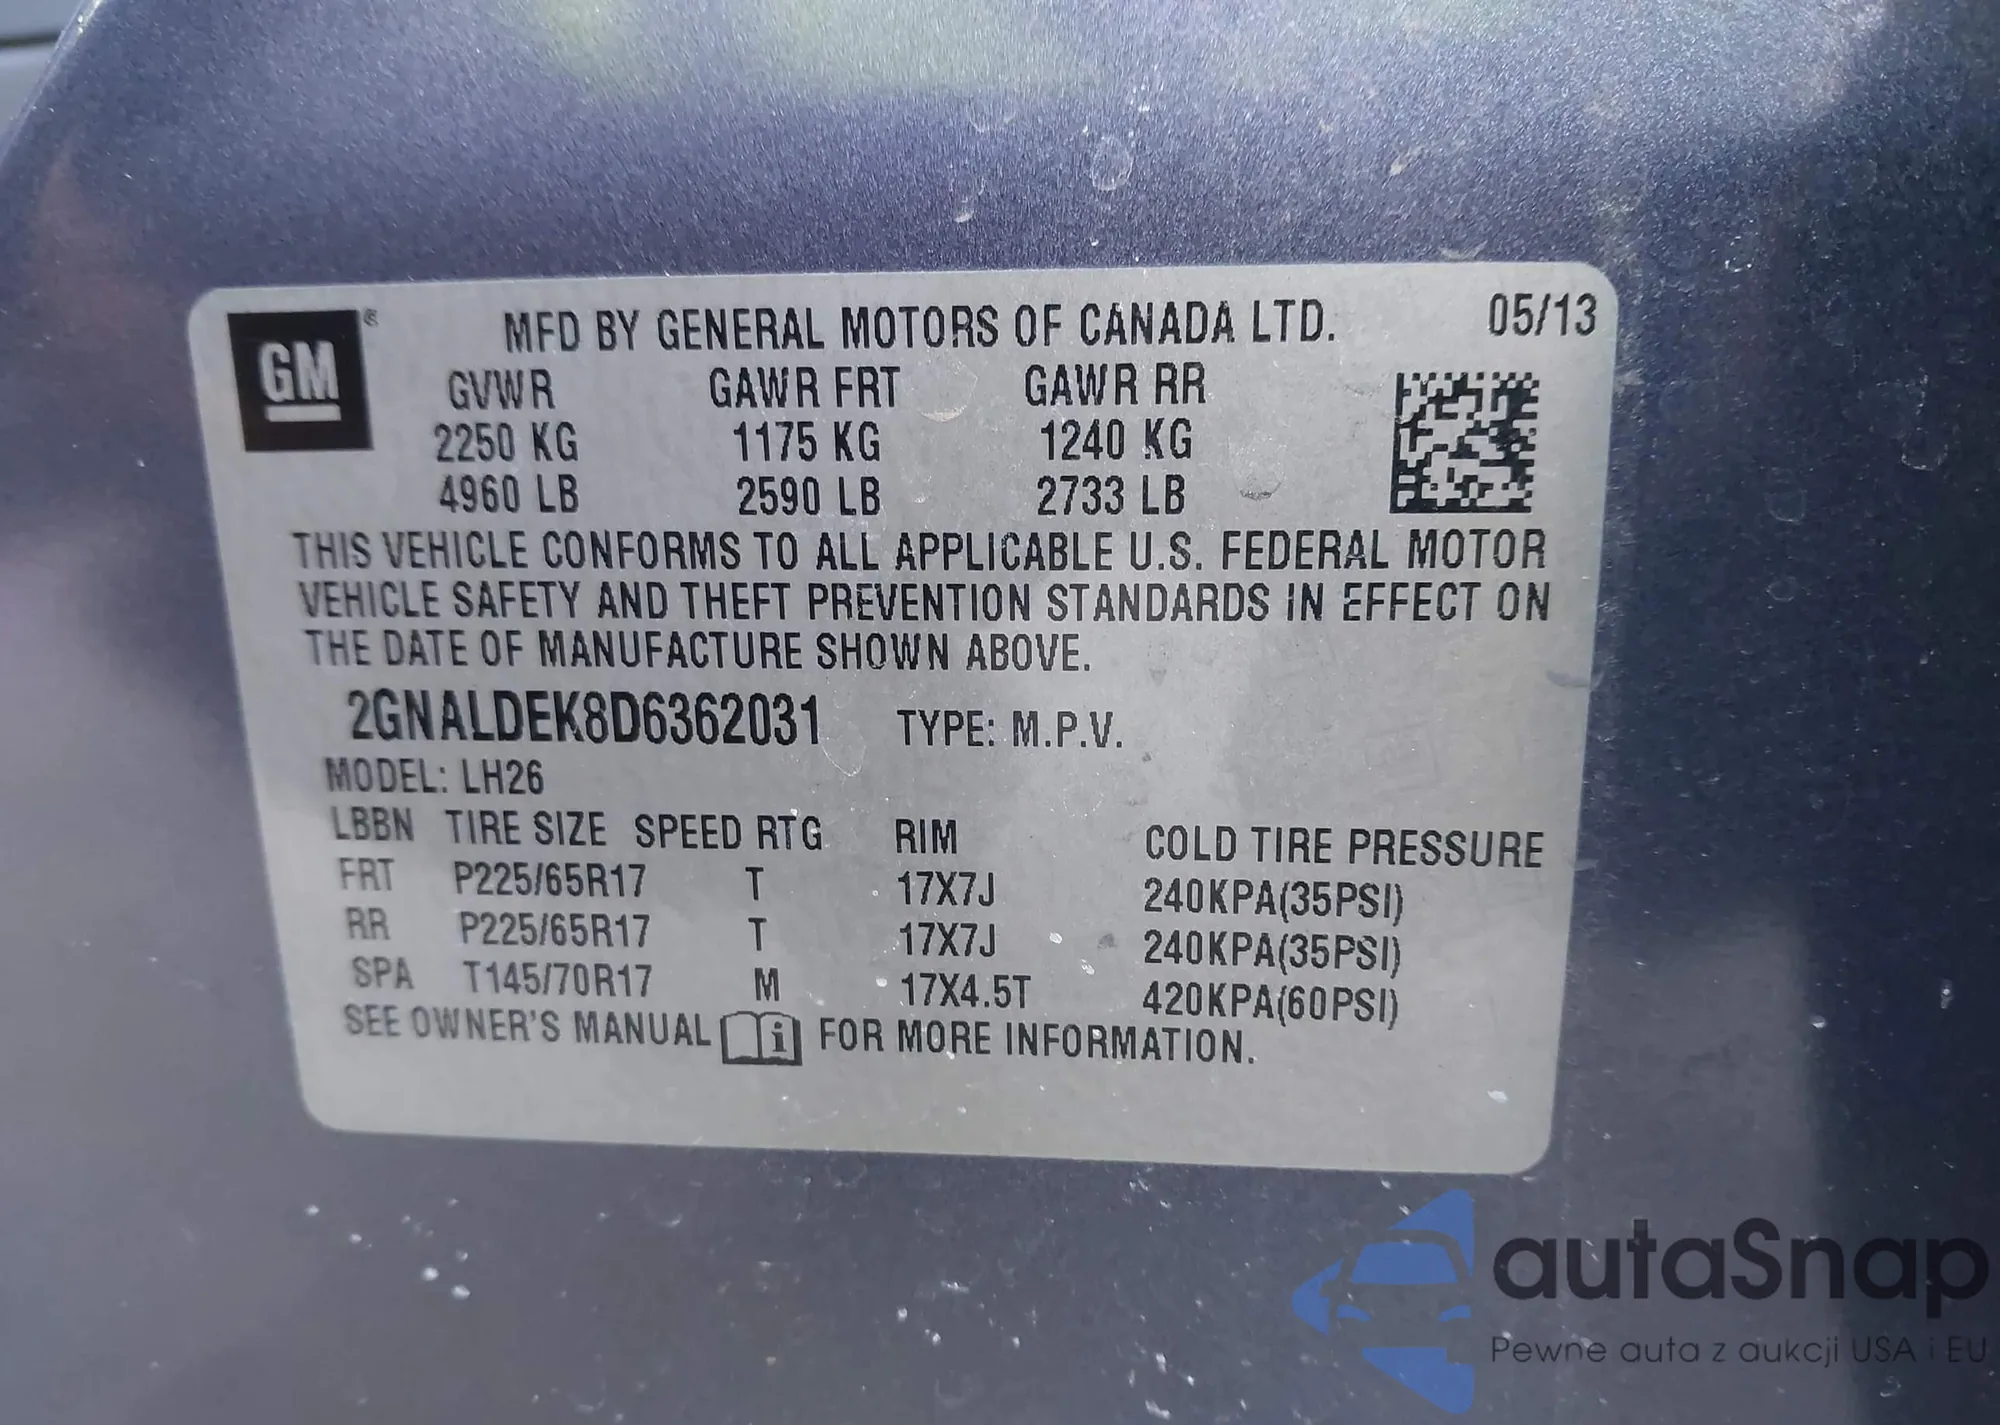 GM ® MFD BY GENERAL MOTORS OF CANADA LTD. 05/13
GVWR GAWR FRT GAWR RR
2250 KG 1175 KG 1240 KG
4960 LB 2590 LB 2733 LB
THIS VEHICLE CONFORMS TO ALL APPLICABLE U.S. FEDERAL MOTOR
VEHICLE SAFETY AND THEFT PREVENTION STANDARDS IN EFFECT ON
THE DATE OF MANUFACTURE SHOWN ABOVE.
2GNALDEK8D6362031 TYPE: M.P.V.
MODEL: LH26
LBBN TIRE SIZE SPEED RTG RIM COLD TIRE PRESSURE
FRT P225/65R17 T 17X7J 240KPA(35PSI)
RR P225/65R17 T 17X7J 240KPA(35PSI)
SPA T145/70R17 M 17X4.5T 420KPA(60PSI)
SEE OWNER'S MANUAL i FOR MORE INFORMATION.
autaSnap
Pewne auta z aukcji USA i EU